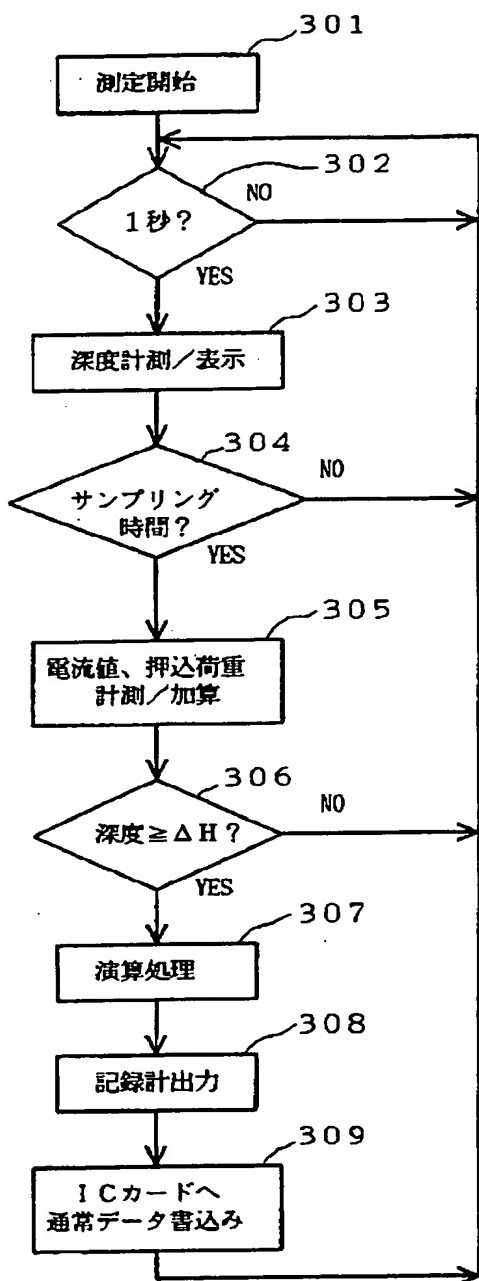 301
測定開始
302
NO
1秒?
YES
303
深度計測/表示
304
NO
サンプリング
時間?
YES
305
電流値、押込荷重
計測/加算
306
NO
深度≧ΔH?
YES
307
演算処理
308
記録計出力
309
ICカードへ
通常データ書込み